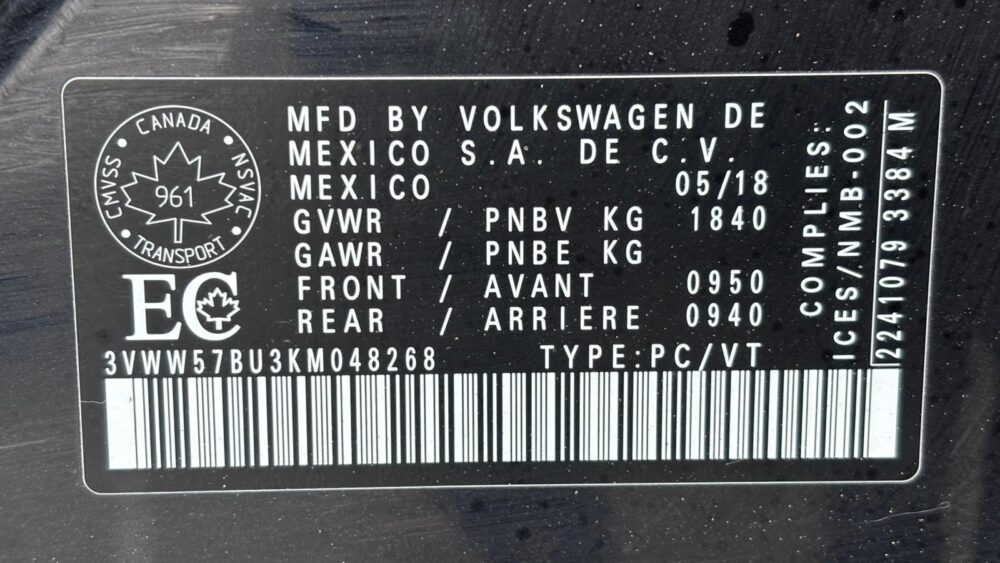 CANADA
CMVSS
NSVAC
961
TRANSPORT
EC
MFD BY VOLKSWAGEN DE
MEXICO S.A. DE C.V.
MEXICO 05/18
GVWR / PNBV KG 1840
GAWR / PNBE KG
FRONT / AVANT 0950
REAR / ARRIERE 0940
3VWW57BU3KM048268 TYPE:PC/VT
COMPLIES:
ICES/NMB-002
2241079 3384 M